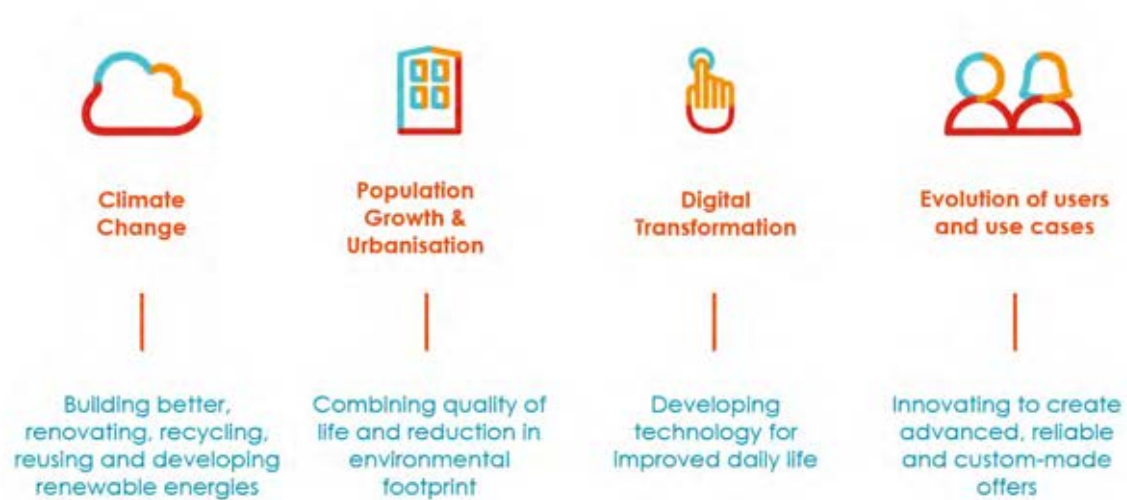 Climate
Change
Building better,
renovating, recycling,
reusing and developing
renewable energies
Population
Growth &
Urbanisation
Combining quality of
life and reduction in
environmental
footprint
Digital
Transformation
Developing
technology for
improved daily life
Evolution of users
and use cases
Innovating to create
advanced, reliable
and custom-made
offers